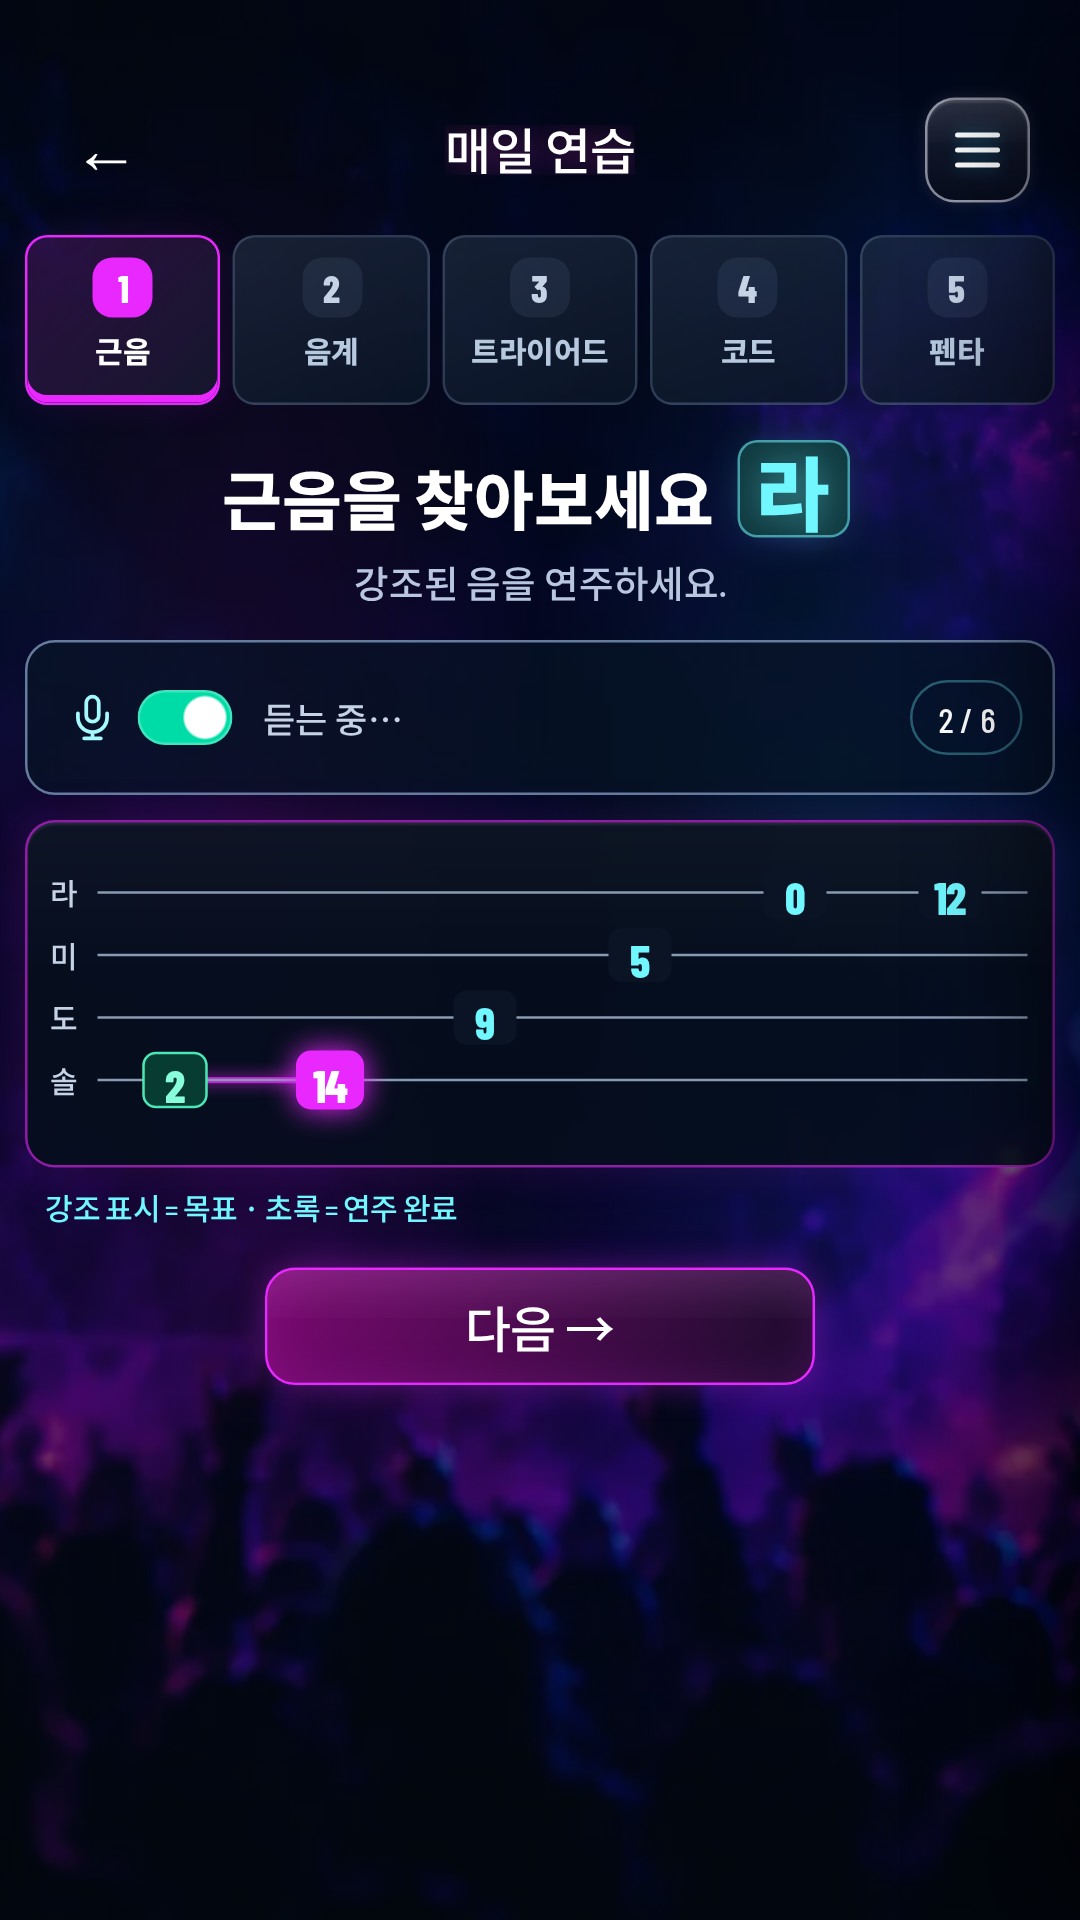 ← 매일 연습
1 2 3 4 5
근음 음계 트라이어드 코드 펜타
근음을 찾아보세요 라
강조된 음을 연주하세요.
듣는 중… 2 / 6
라 0 12
미 5
도 9
솔 2 14
강조 표시 = 목표 · 초록 = 연주 완료
다음 →